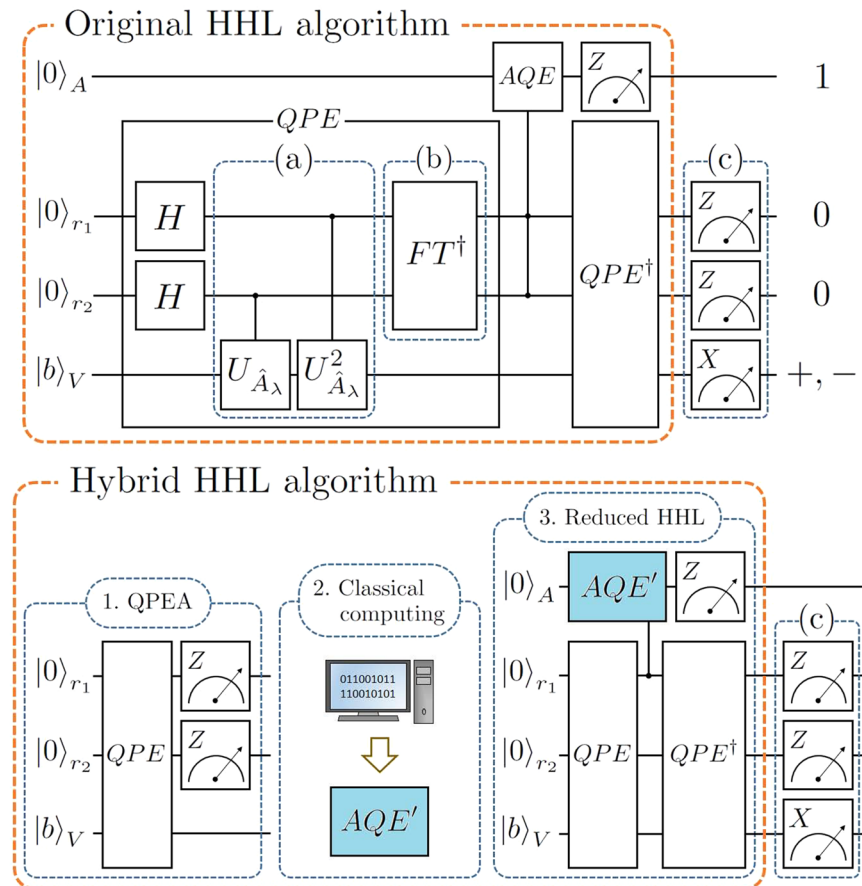 Original HHL algorithm
|0⟩_A AQE Z 1
QPE
(a) (b) (c)
|0⟩_{r_1} H Z 0
FT† QPE†
|0⟩_{r_2} H Z 0
|b⟩_V U_{Â_λ} U²_{Â_λ} X +, −
Hybrid HHL algorithm
3. Reduced HHL
|0⟩_A AQE′ Z
1. QPEA
2. Classical
computing
(c)
|0⟩_{r_1} Z
011001011
110010101
|0⟩_{r_1} Z
|0⟩_{r_2} QPE Z
|0⟩_{r_2} QPE QPE† Z
|b⟩_V
AQE′
|b⟩_V X